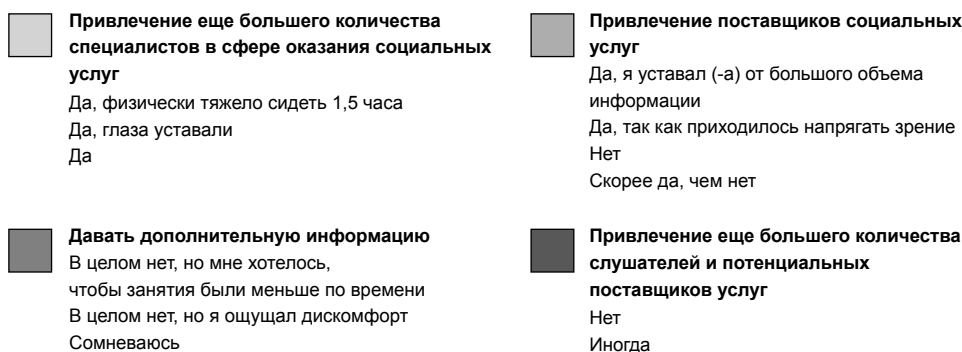 Привлечение еще большего количества
специалистов в сфере оказания социальных
услуг
Да, физически тяжело сидеть 1,5 часа
Да, глаза уставали
Да
Привлечение поставщиков социальных
услуг
Да, я уставал (-а) от большого объема
информации
Да, так как приходилось напрягать зрение
Нет
Скорее да, чем нет
Давать дополнительную информацию
В целом нет, но мне хотелось,
чтобы занятия были меньше по времени
В целом нет, но я ощущал дискомфорт
Сомневаюсь
Привлечение еще большего количества
слушателей и потенциальных
поставщиков услуг
Нет
Иногда